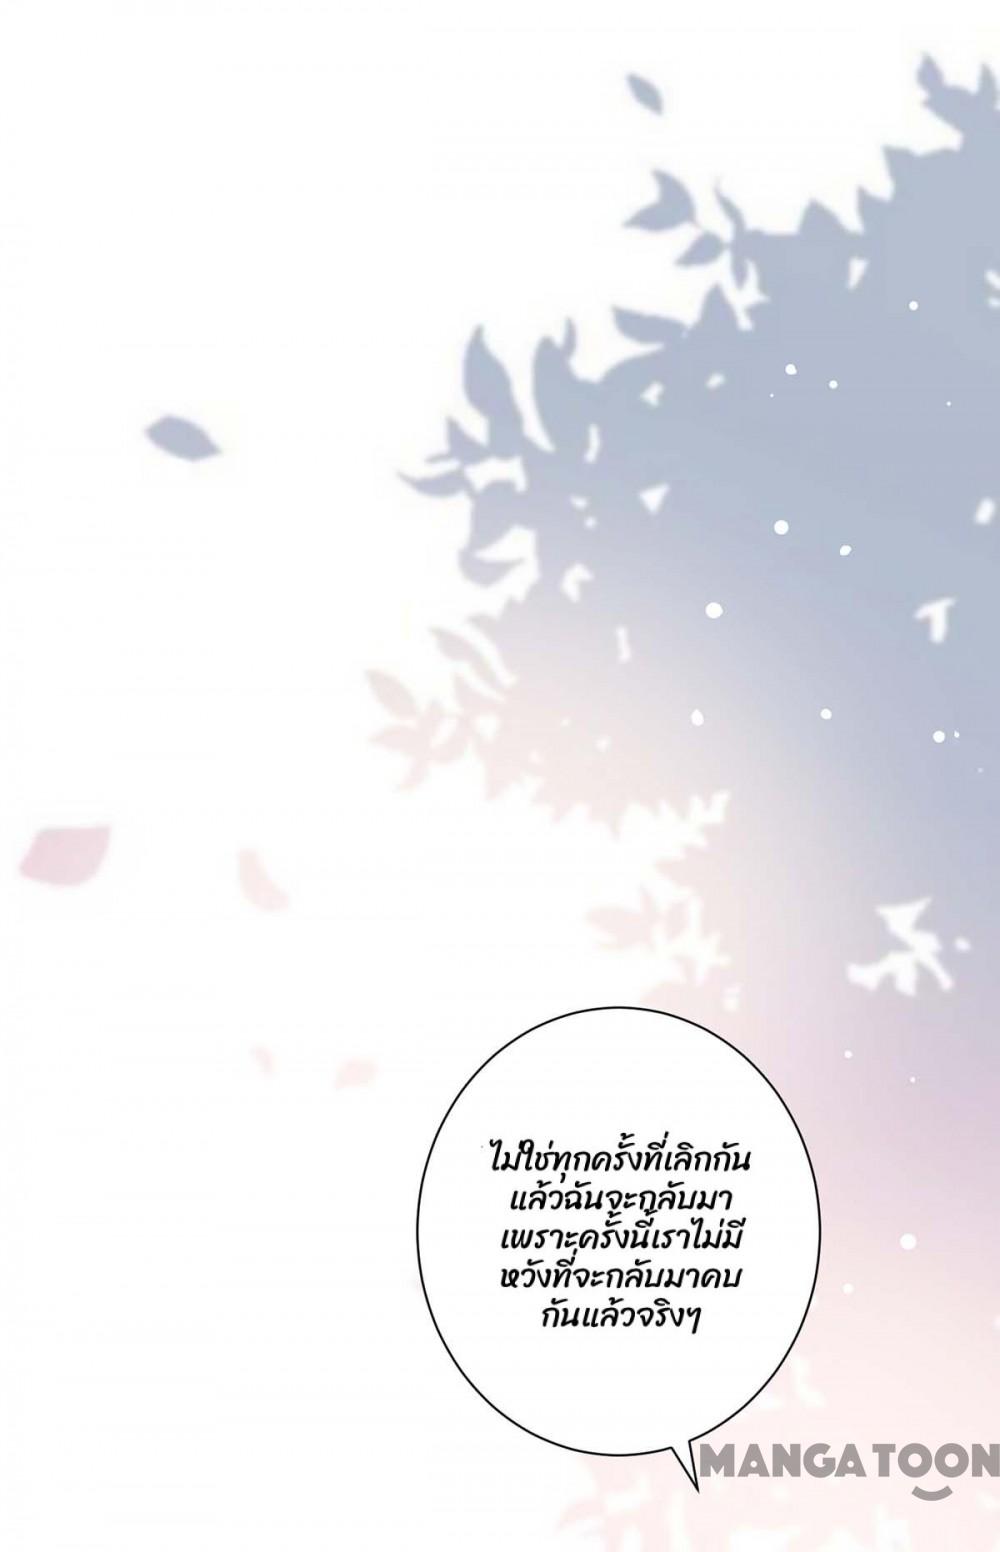 ไม่ใช่ทุกครั้งที่เลิกกัน
แล้วฉันจะกลับมา
เพราะครั้งนี้เราไม่มี
หวังที่จะกลับมาคบ
กันแล้วจริงๆ
MANGATOON